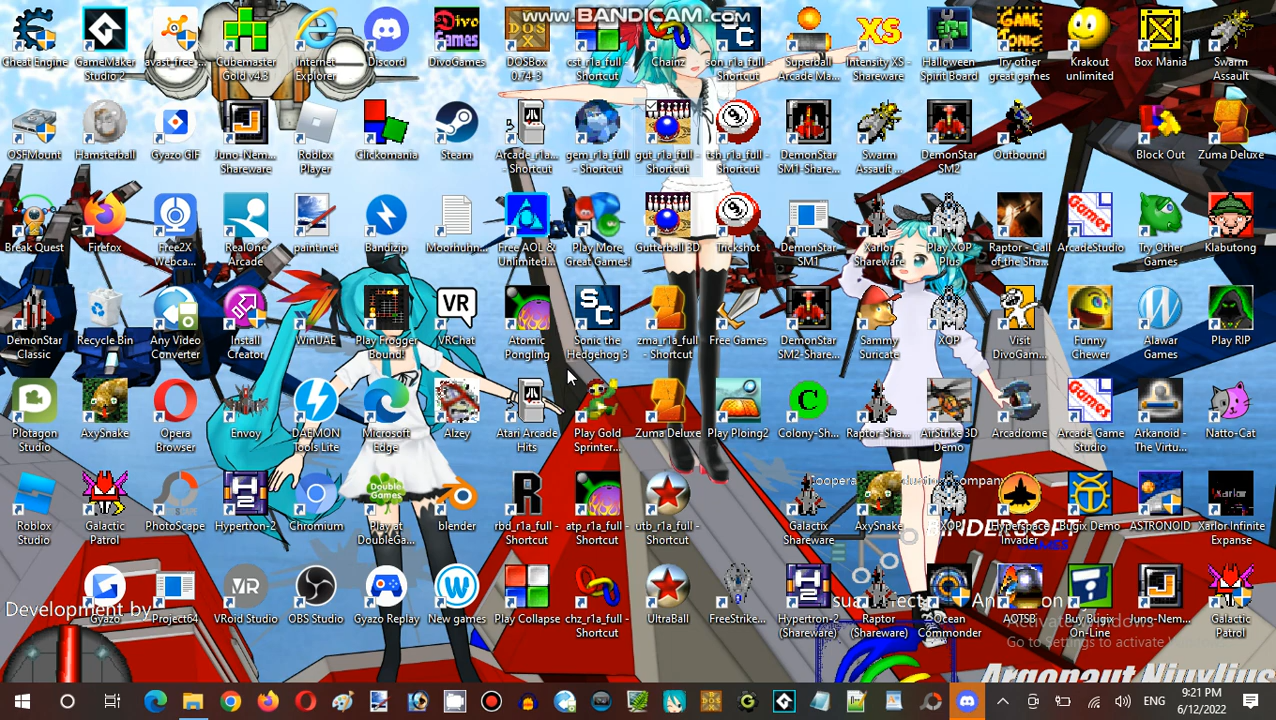 www.BANDICAM.com
Cheat Engine
GameMaker Studio 2
avast_free_...
Cubemaster Gold v4.3
Internet Explorer
Discord
DivoGames
DOSBox 0.74-3
cst_r1a_full - Shortcut
Chainz
son_r1a_full - Shortcut
Superball Arcade Ma...
Intensity XS - Shareware
Halloween Spirit Board
Try other great games
Krakout unlimited
Box Mania
Swarm Assault
OSFMount
Hamsterball
Gyazo GIF
Juno-Nem... Shareware
Roblox Player
Clickomania
Steam
Arcade_r1a... - Shortcut
gem_r1a_full - Shortcut
gut_r1a_full - Shortcut
tsh_r1a_full - Shortcut
DemonStar SM1-Share...
Swarm Assault ...
DemonStar SM2
Outbound
Block Out
Zuma Deluxe
Break Quest
Firefox
Free2X Webca...
RealOne Arcade
paint.net
Bandizip
Moorhuhn...
Free AOL & Unlimited...
Play More Great Games!
Gutterball 3D
Trickshot
DemonStar SM1
Xarlor Shareware
Play XOP Plus
Raptor - Call of the Sha...
ArcadeStudio
Try Other Games
Klabutong
DemonStar Classic
Recycle Bin
Any Video Converter
Install Creator
WinUAE
Play Frogger Bound!
VRChat
Atomic Pongling
Sonic the Hedgehog 3
zma_r1a_full - Shortcut
Free Games
DemonStar SM2-Share...
Sammy Suricate
XOP
Visit DivoGam...
Funny Chewer
Alawar Games
Play RIP
Plotagon Studio
AxySnake
Opera Browser
Envoy
DAEMON Tools Lite
Microsoft Edge
Alzey
Atari Arcade Hits
Play Gold Sprinter...
Zuma Deluxe
Play Ploing2
Colony-Sh...
Raptor-Sha...
AirStrike 3D Demo
Arcadrome
Arcade Game Studio
Arkanoid - The Virtu...
Natto-Cat
Roblox Studio
Galactic Patrol
PhotoScape
Hypertron-2
Chromium
Play at DoubleGa...
blender
rbd_r1a_full - Shortcut
atp_r1a_full - Shortcut
utb_r1a_full - Shortcut
Galactix Shareware
AxySnake
XOP
Hyperspace Invader
Bugix Demo
ASTRONOID
Xarlor Infinite Expanse
Gyazo
Project64
VRoid Studio
OBS Studio
Gyazo Replay
New games
Play Collapse
chz_r1a_full - Shortcut
UltraBall
FreeStrike...
Hypertron-2 (Shareware)
Raptor (Shareware)
Ocean Commonder
AOTSB
Buy Bugix On-Line
Juno-Nem...
Galactic Patrol
Development by
Activate Windows
Go to Settings to activate
Argonaut
ENG
9:21 PM
6/12/2022